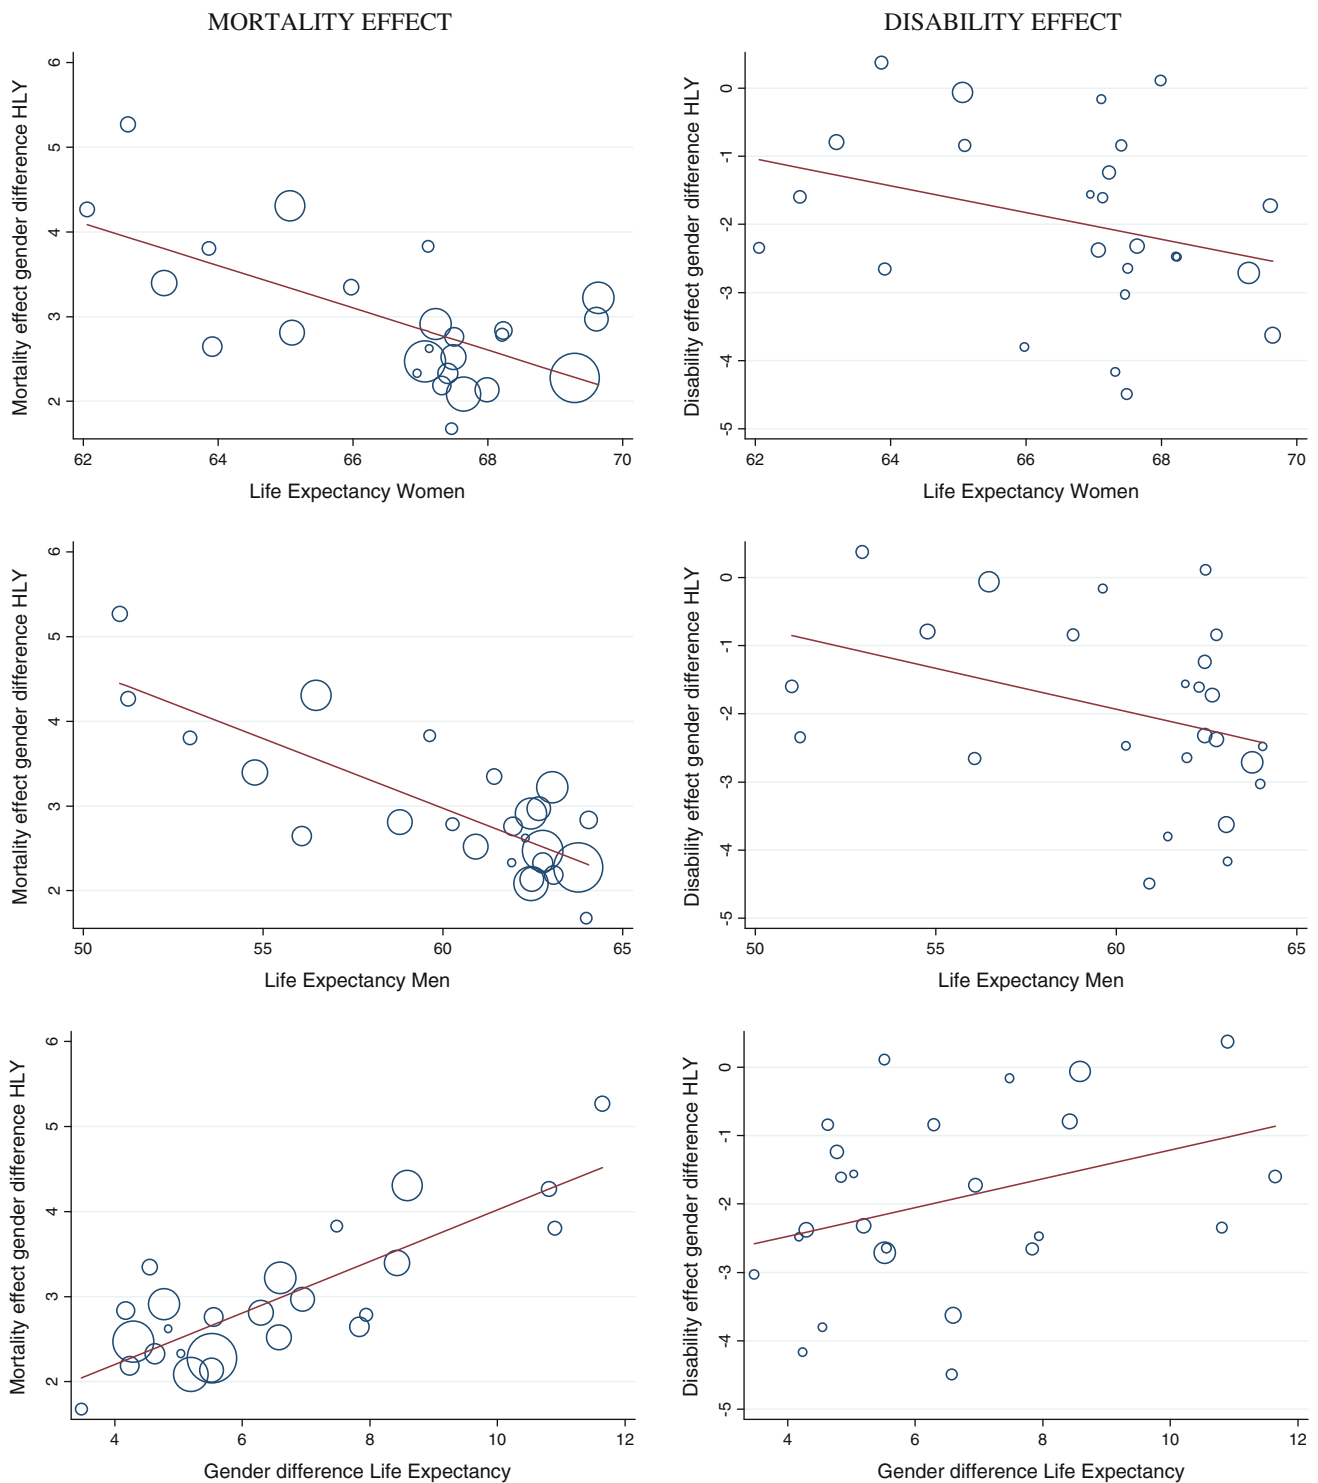 MORTALITY EFFECT
DISABILITY EFFECT
Mortality effect gender difference HLY
6
5
4
3
2
62 64 66 68 70
Life Expectancy Women
Disability effect gender difference HLY
0
-1
-2
-3
-4
-5
62 64 66 68 70
Life Expectancy Women
Mortality effect gender difference HLY
6
5
4
3
2
50 55 60 65
Life Expectancy Men
Disability effect gender difference HLY
0
-1
-2
-3
-4
-5
50 55 60 65
Life Expectancy Men
Mortality effect gender difference HLY
6
5
4
3
2
4 6 8 10 12
Gender difference Life Expectancy
Disability effect gender difference HLY
0
-1
-2
-3
-4
-5
4 6 8 10 12
Gender difference Life Expectancy